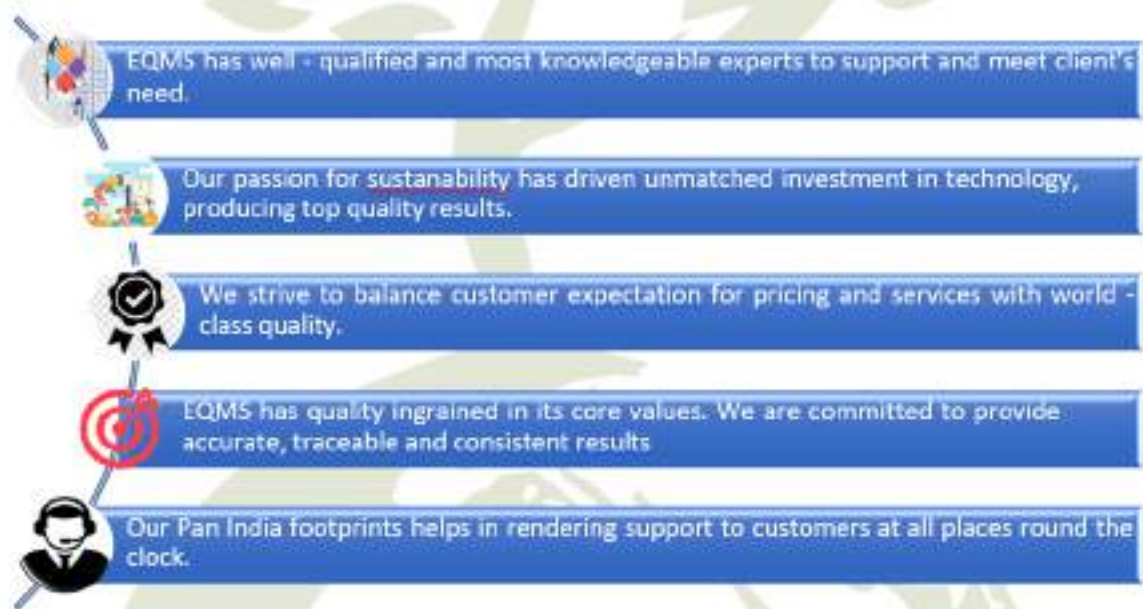 EQMS has well - qualified and most knowledgeable experts to support and meet client's
need.
Our passion for sustanability has driven unmatched investment in technology,
producing top quality results.
We strive to balance customer expectation for pricing and services with world -
class quality.
EQMS has quality ingrained in its core values. We are committed to provide
accurate, traceable and consistent results
Our Pan India footprints helps in rendering support to customers at all places round the
clock.